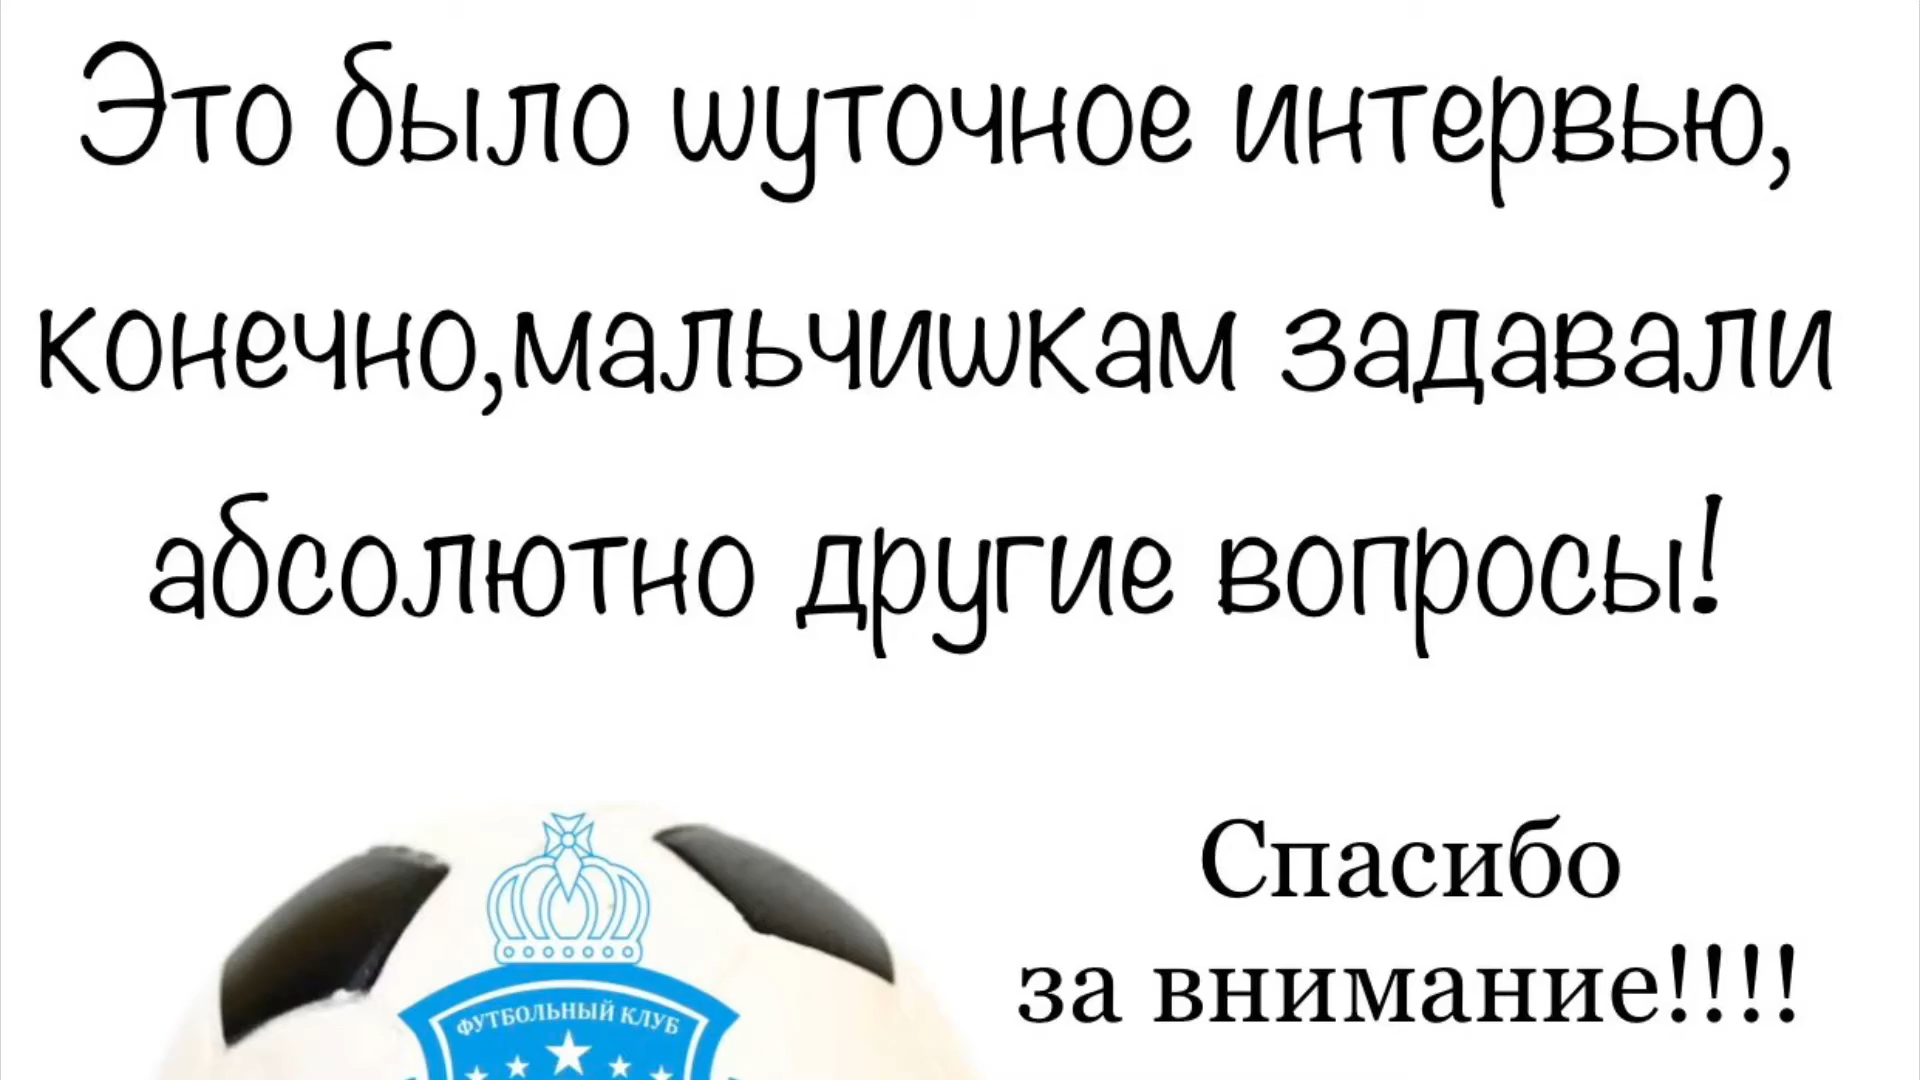 Это было шуточное интервью,
конечно,мальчишкам задавали
абсолютно другие вопросы!
Спасибо
за внимание!!!!
ФУТБОЛЬНЫЙ КЛУБ